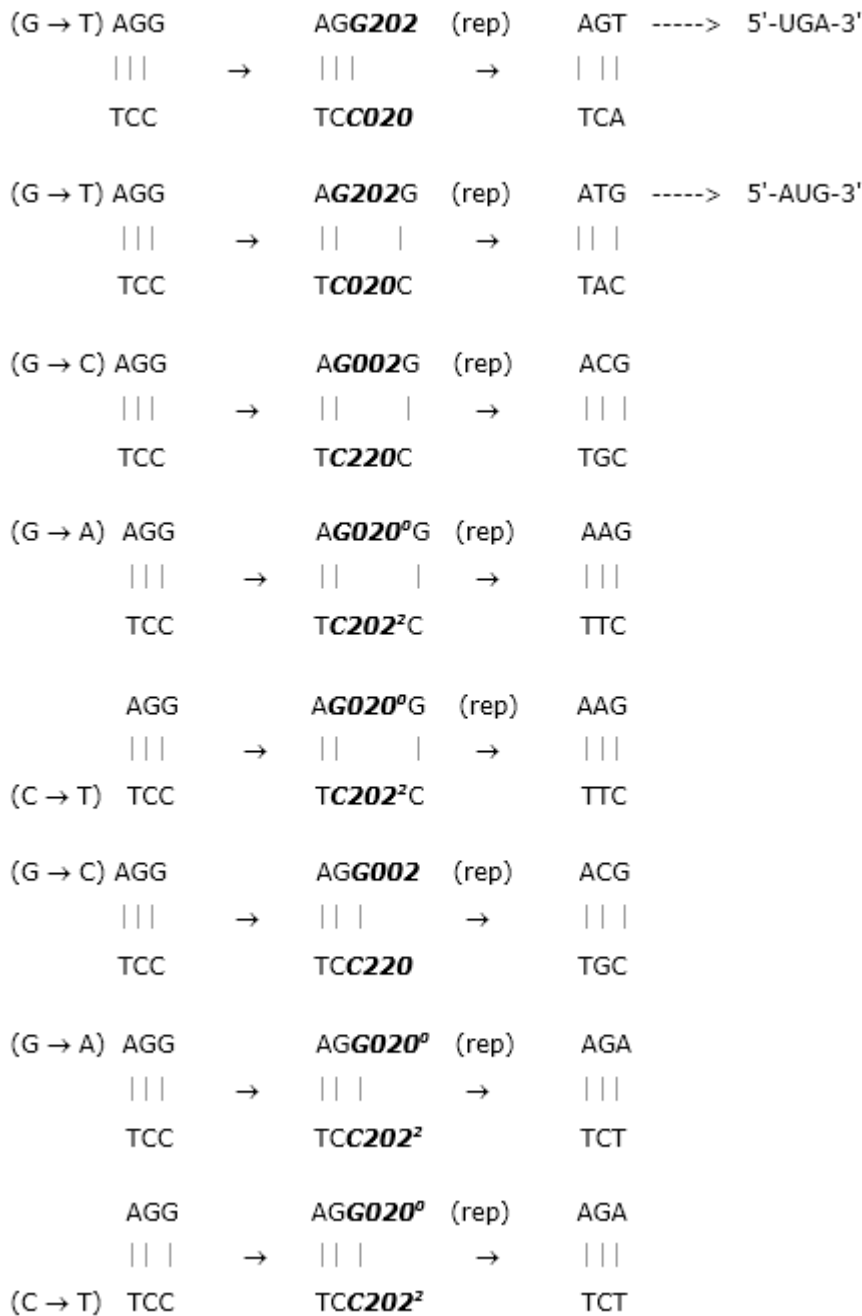 (G → T) AGG AGG202 (rep) AGT -----> 5'-UGA-3'
||| → ||| → | ||
TCC TCC020 TCA
(G → T) AGG AG202G (rep) ATG -----> 5'-AUG-3'
||| → || | → || |
TCC TC020C TAC
(G → C) AGG AG002G (rep) ACG
||| → || | → || |
TCC TC220C TGC
(G → A) AGG AG020⁰G (rep) AAG
||| → || | → |||
TCC TC202²C TTC
AGG AG020⁰G (rep) AAG
||| → || | → |||
(C → T) TCC TC202²C TTC
(G → C) AGG AGG002 (rep) ACG
||| → || | → || |
TCC TCC220 TGC
(G → A) AGG AGG020⁰ (rep) AGA
||| → || | → |||
TCC TCC202² TCT
AGG AGG020⁰ (rep) AGA
|| | → ||| → |||
(C → T) TCC TCC202² TCT